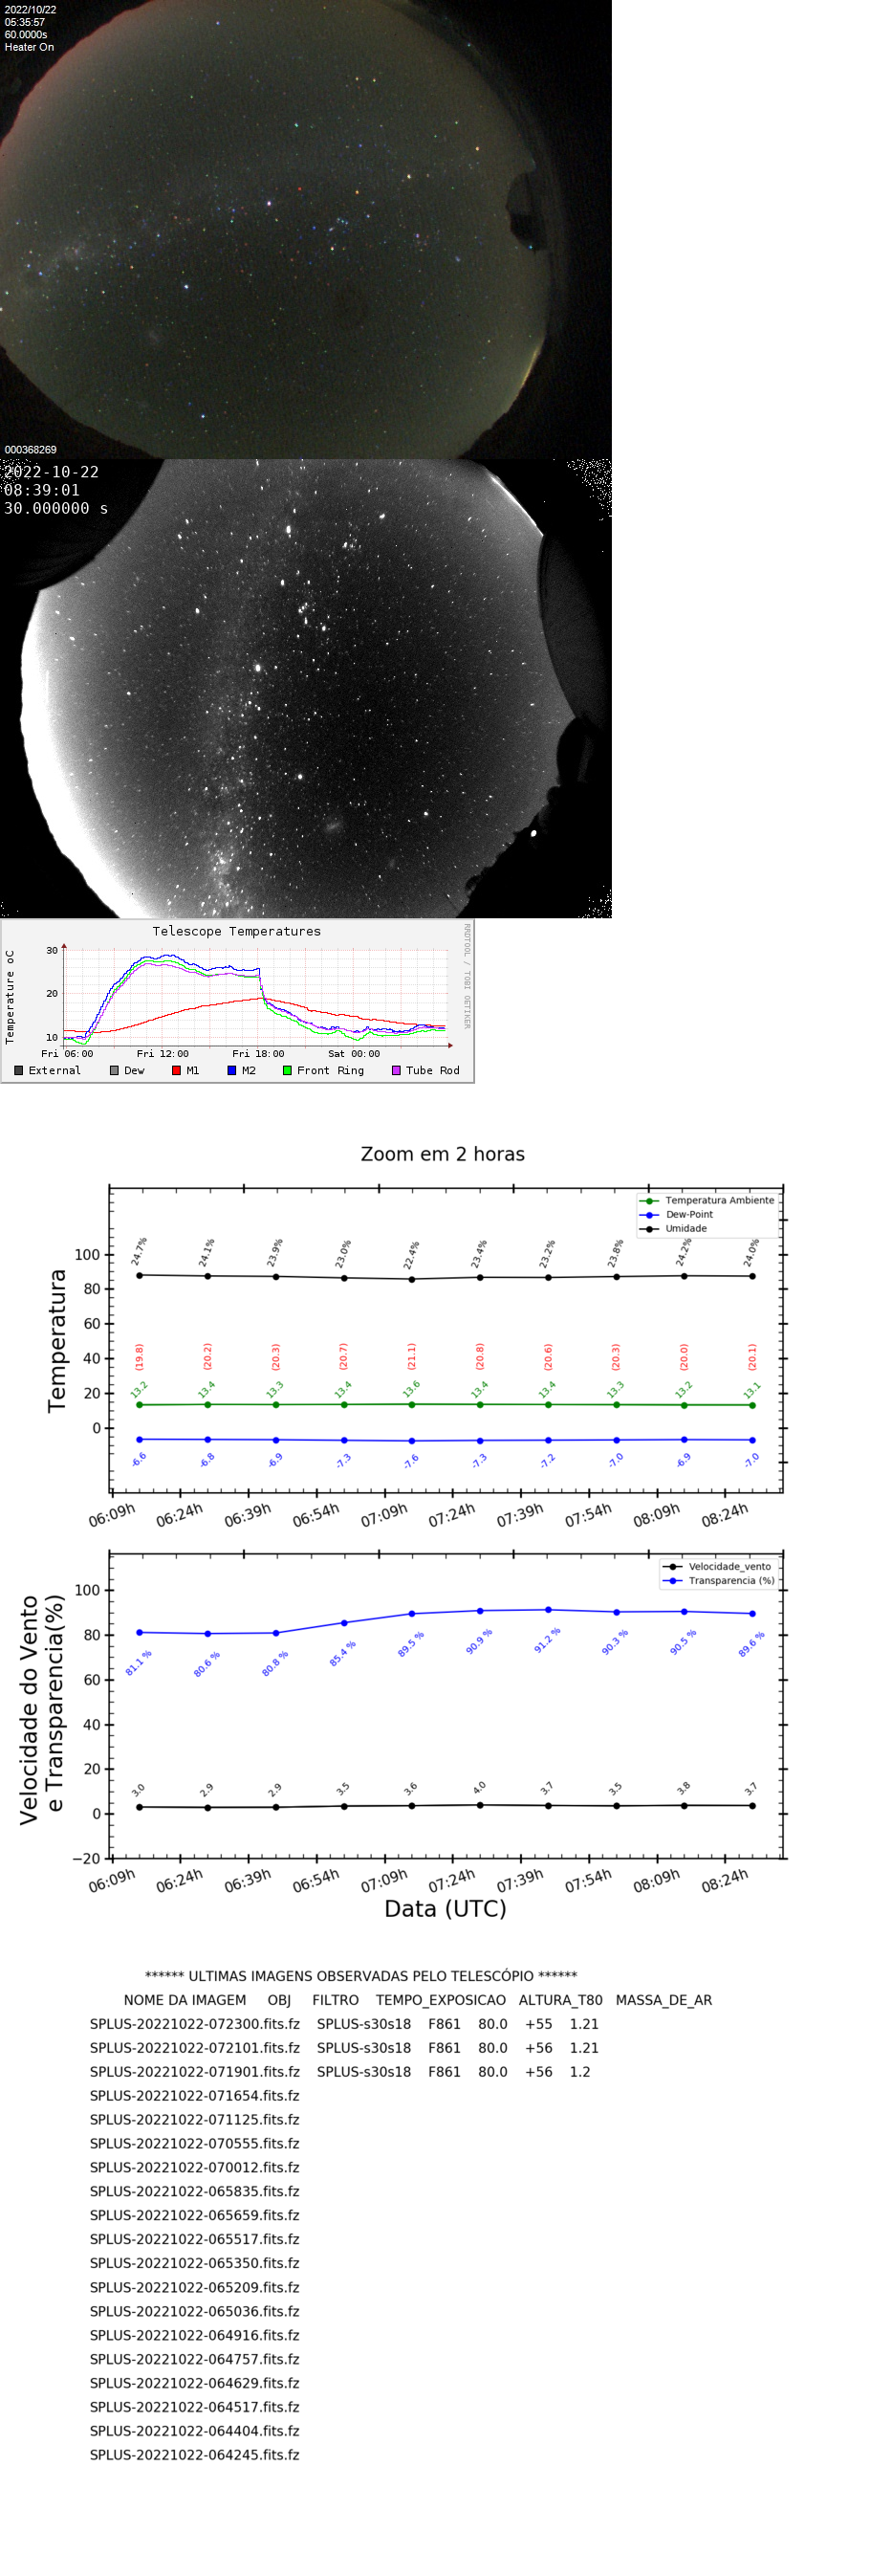 2022/10/22
05:35:57
60.0000s
Heater On
000368269
2022-10-22
08:39:01
30.000000 s
Telescope Temperatures
RRDTOOL / TOBI OETIKER
Temperature oC
30
20
10
Fri 06:00 Fri 12:00 Fri 18:00 Sat 00:00
External Dew M1 M2 Front Ring Tube Rod
Zoom em 2 horas
Temperatura Ambiente
Dew-Point
Umidade
Temperatura
100
80
60
40
20
0
24.7% 24.1% 23.9% 23.0% 22.4% 23.4% 23.2% 23.8% 24.2% 24.0%
(19.8) (20.2) (20.3) (20.7) (21.1) (20.8) (20.6) (20.3) (20.0) (20.1)
13.2 13.4 13.3 13.4 13.6 13.4 13.4 13.3 13.2 13.1
-6.6 -6.8 -6.9 -7.3 -7.6 -7.3 -7.2 -7.0 -6.9 -7.0
06:09h 06:24h 06:39h 06:54h 07:09h 07:24h 07:39h 07:54h 08:09h 08:24h
Velocidade_vento
Transparencia (%)
Velocidade do Vento
e Transparencia(%)
100
80
60
40
20
0
−20
81.1 % 80.6 % 80.8 % 85.4 % 89.5 % 90.9 % 91.2 % 90.3 % 90.5 % 89.6 %
3.0 2.9 2.9 3.5 3.6 4.0 3.7 3.5 3.8 3.7
06:09h 06:24h 06:39h 06:54h 07:09h 07:24h 07:39h 07:54h 08:09h 08:24h
Data (UTC)
****** ULTIMAS IMAGENS OBSERVADAS PELO TELESCÓPIO ******
NOME DA IMAGEM OBJ FILTRO TEMPO_EXPOSICAO ALTURA_T80 MASSA_DE_AR
SPLUS-20221022-072300.fits.fz SPLUS-s30s18 F861 80.0 +55 1.21
SPLUS-20221022-072101.fits.fz SPLUS-s30s18 F861 80.0 +56 1.21
SPLUS-20221022-071901.fits.fz SPLUS-s30s18 F861 80.0 +56 1.2
SPLUS-20221022-071654.fits.fz
SPLUS-20221022-071125.fits.fz
SPLUS-20221022-070555.fits.fz
SPLUS-20221022-070012.fits.fz
SPLUS-20221022-065835.fits.fz
SPLUS-20221022-065659.fits.fz
SPLUS-20221022-065517.fits.fz
SPLUS-20221022-065350.fits.fz
SPLUS-20221022-065209.fits.fz
SPLUS-20221022-065036.fits.fz
SPLUS-20221022-064916.fits.fz
SPLUS-20221022-064757.fits.fz
SPLUS-20221022-064629.fits.fz
SPLUS-20221022-064517.fits.fz
SPLUS-20221022-064404.fits.fz
SPLUS-20221022-064245.fits.fz